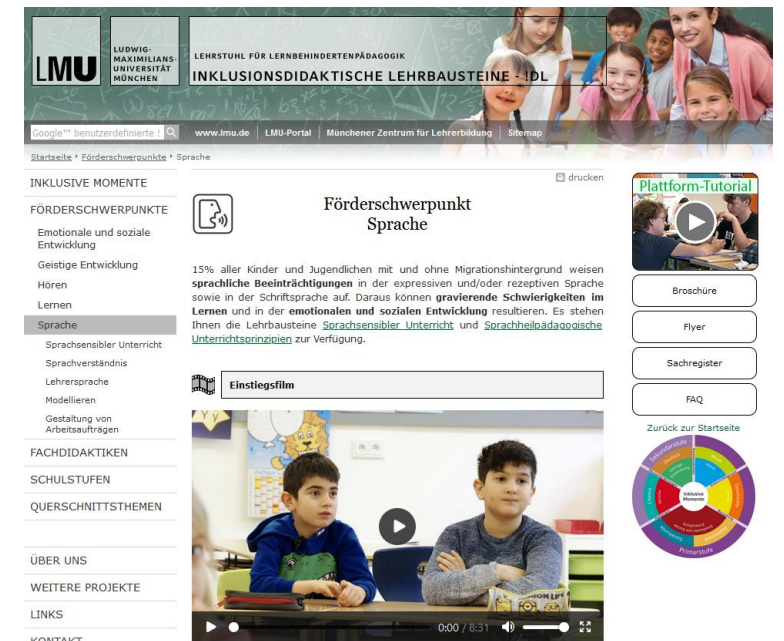 LMU
LUDWIG-
MAXIMILIANS-
UNIVERSITÄT
MÜNCHEN
LEHRSTUHL FÜR LERNBEHINDERTENPÄDAGOGIK
INKLUSIONSDIDAKTISCHE LEHRBAUSTEINE - !DL
Google™ benutzerdefinierte S
www.lmu.de | LMU-Portal | Münchener Zentrum für Lehrerbildung | Sitemap
Startseite ▸ Förderschwerpunkte ▸ Sprache
INKLUSIVE MOMENTE
FÖRDERSCHWERPUNKTE
Emotionale und soziale
Entwicklung
Geistige Entwicklung
Hören
Lernen
Sprache
Sprachsensibler Unterricht
Sprachverständnis
Lehrersprache
Modellieren
Gestaltung von
Arbeitsaufträgen
FACHDIDAKTIKEN
SCHULSTUFEN
QUERSCHNITTSTHEMEN
ÜBER UNS
WEITERE PROJEKTE
LINKS
KONTAKT
drucken
Förderschwerpunkt
Sprache
15% aller Kinder und Jugendlichen mit und ohne Migrationshintergrund weisen
sprachliche Beeinträchtigungen in der expressiven und/oder rezeptiven Sprache
sowie in der Schriftsprache auf. Daraus können gravierende Schwierigkeiten im
Lernen und in der emotionalen und sozialen Entwicklung resultieren. Es stehen
Ihnen die Lehrbausteine Sprachsensibler Unterricht und Sprachheilpädagogische
Unterrichtsprinzipien zur Verfügung.
Einstiegsfilm
0:00 / 8:31
Plattform-Tutorial
Broschüre
Flyer
Sachregister
FAQ
Zurück zur Startseite
Sekundarstufe
Deutsch
Inklusive
Momente
Primarstufe